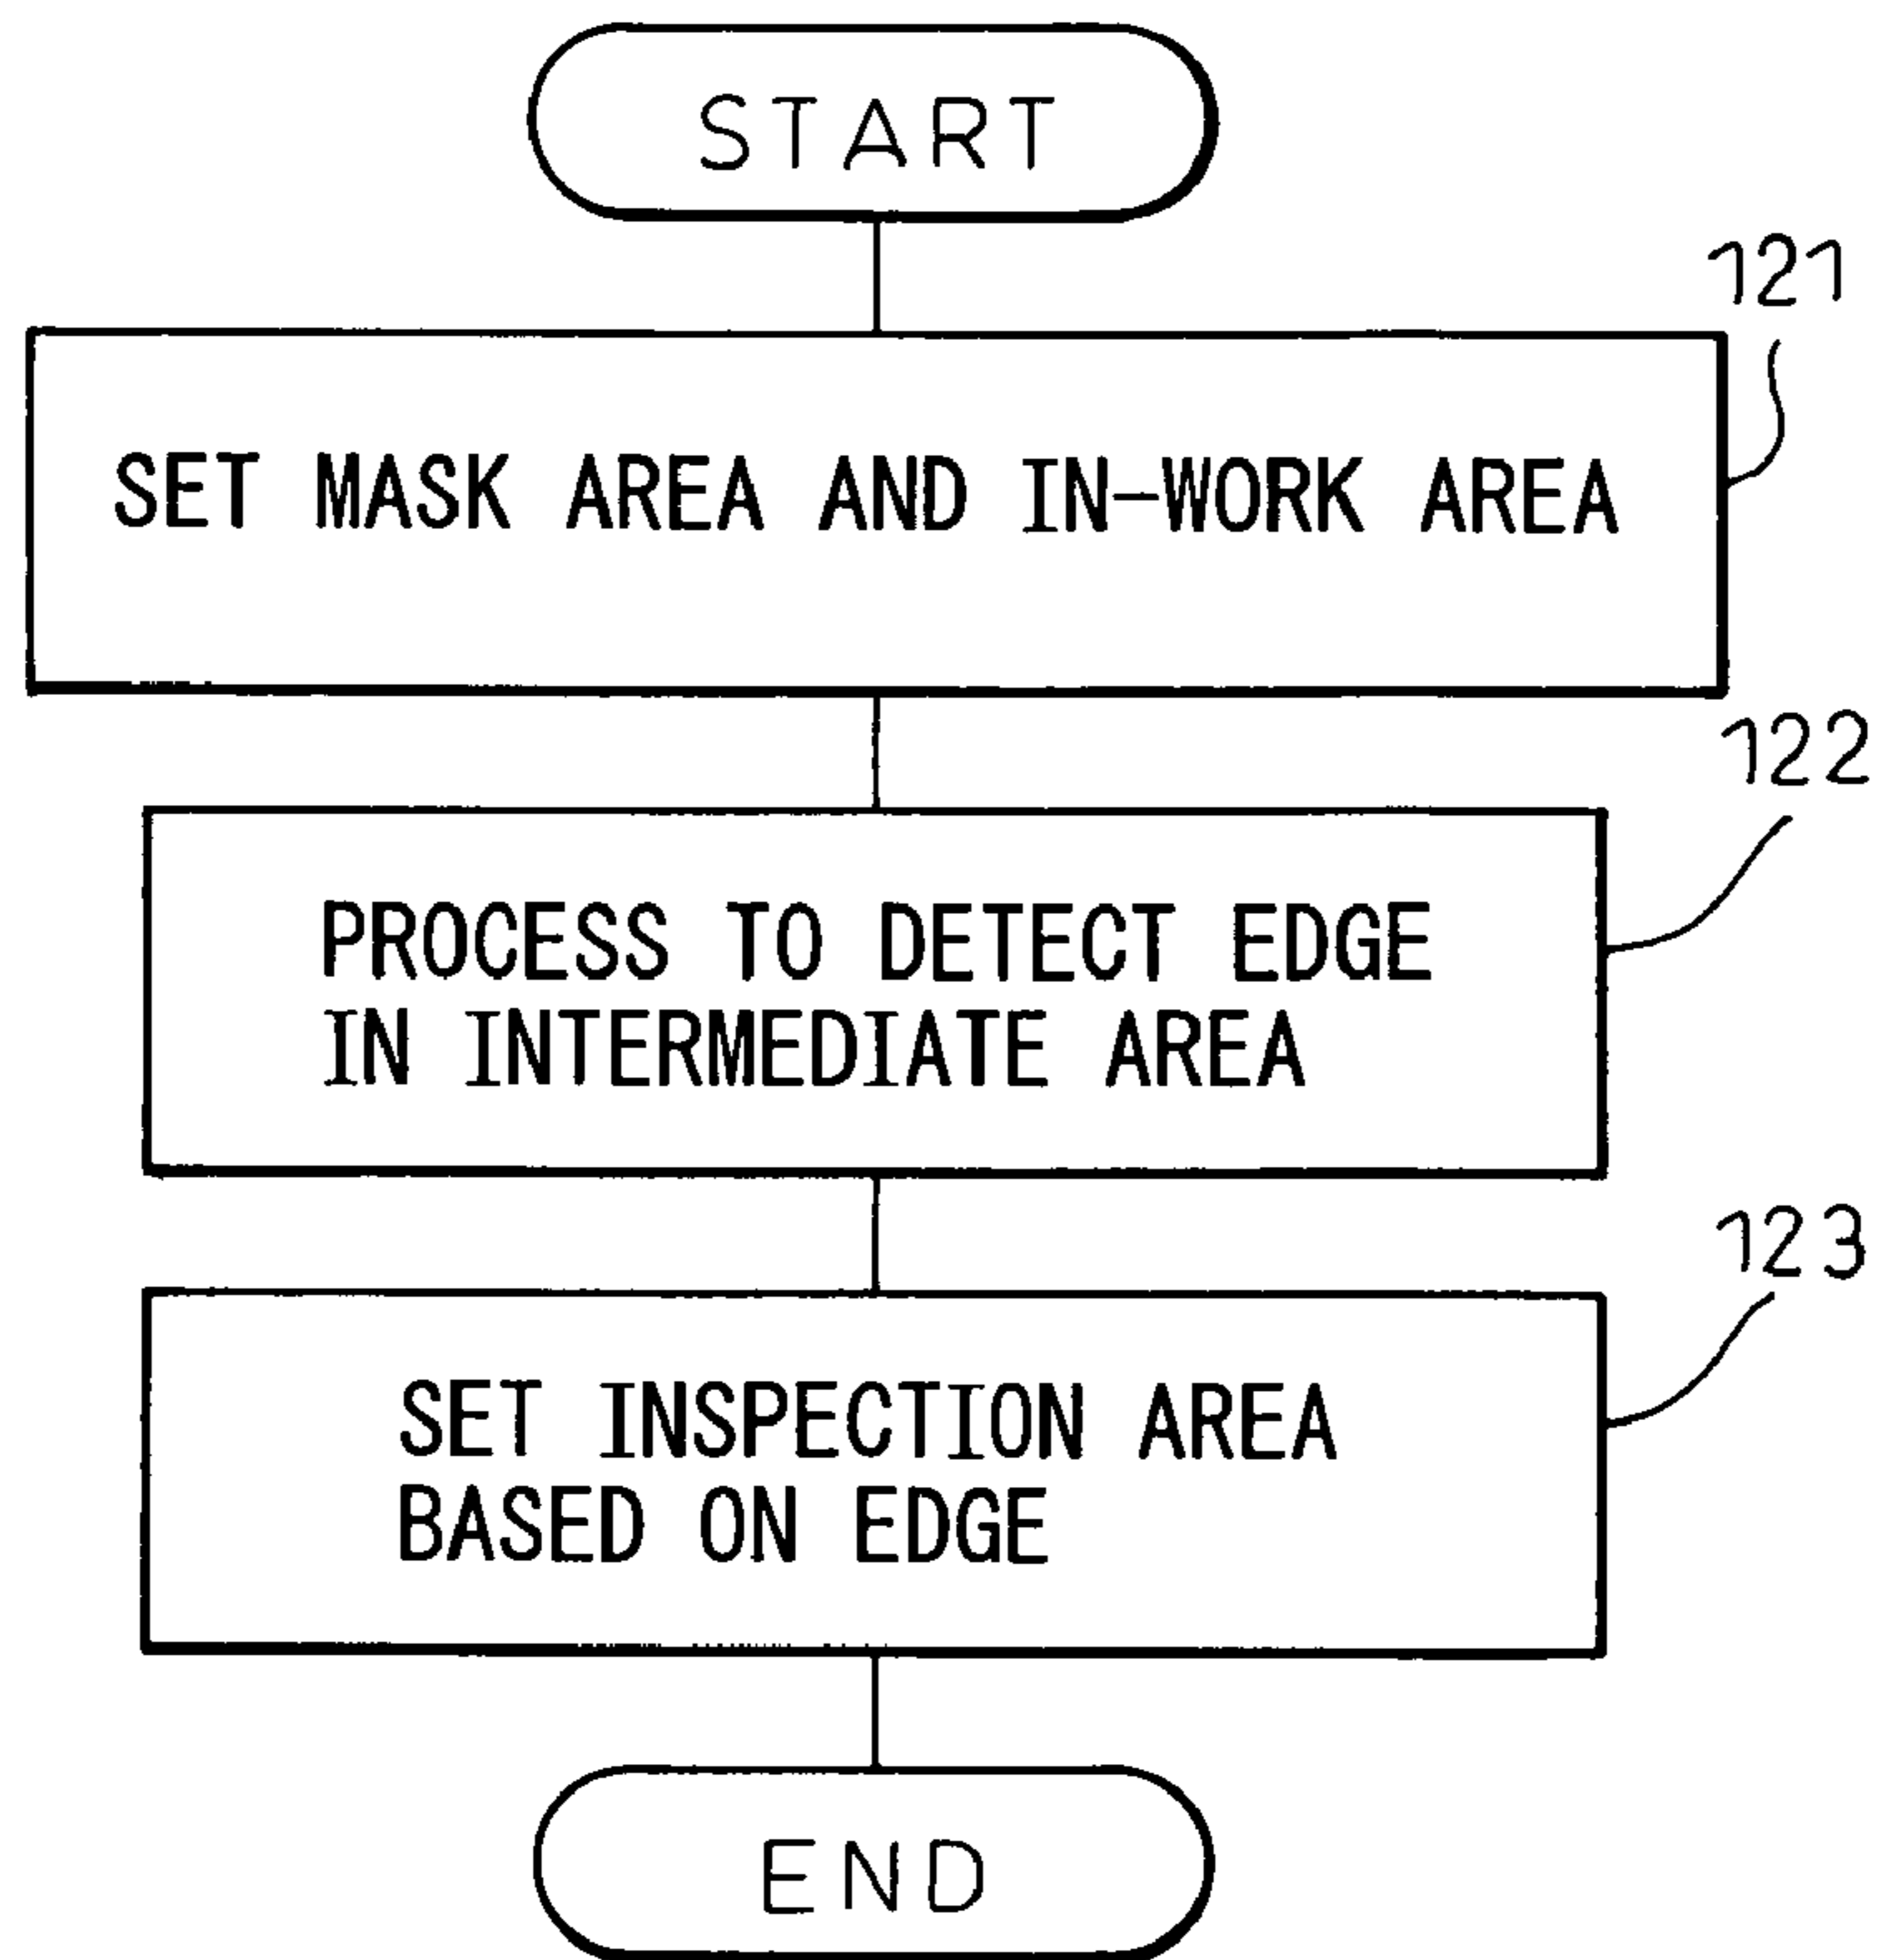 START
121
SET MASK AREA AND IN-WORK AREA
122
PROCESS TO DETECT EDGE
IN INTERMEDIATE AREA
123
SET INSPECTION AREA
BASED ON EDGE
END